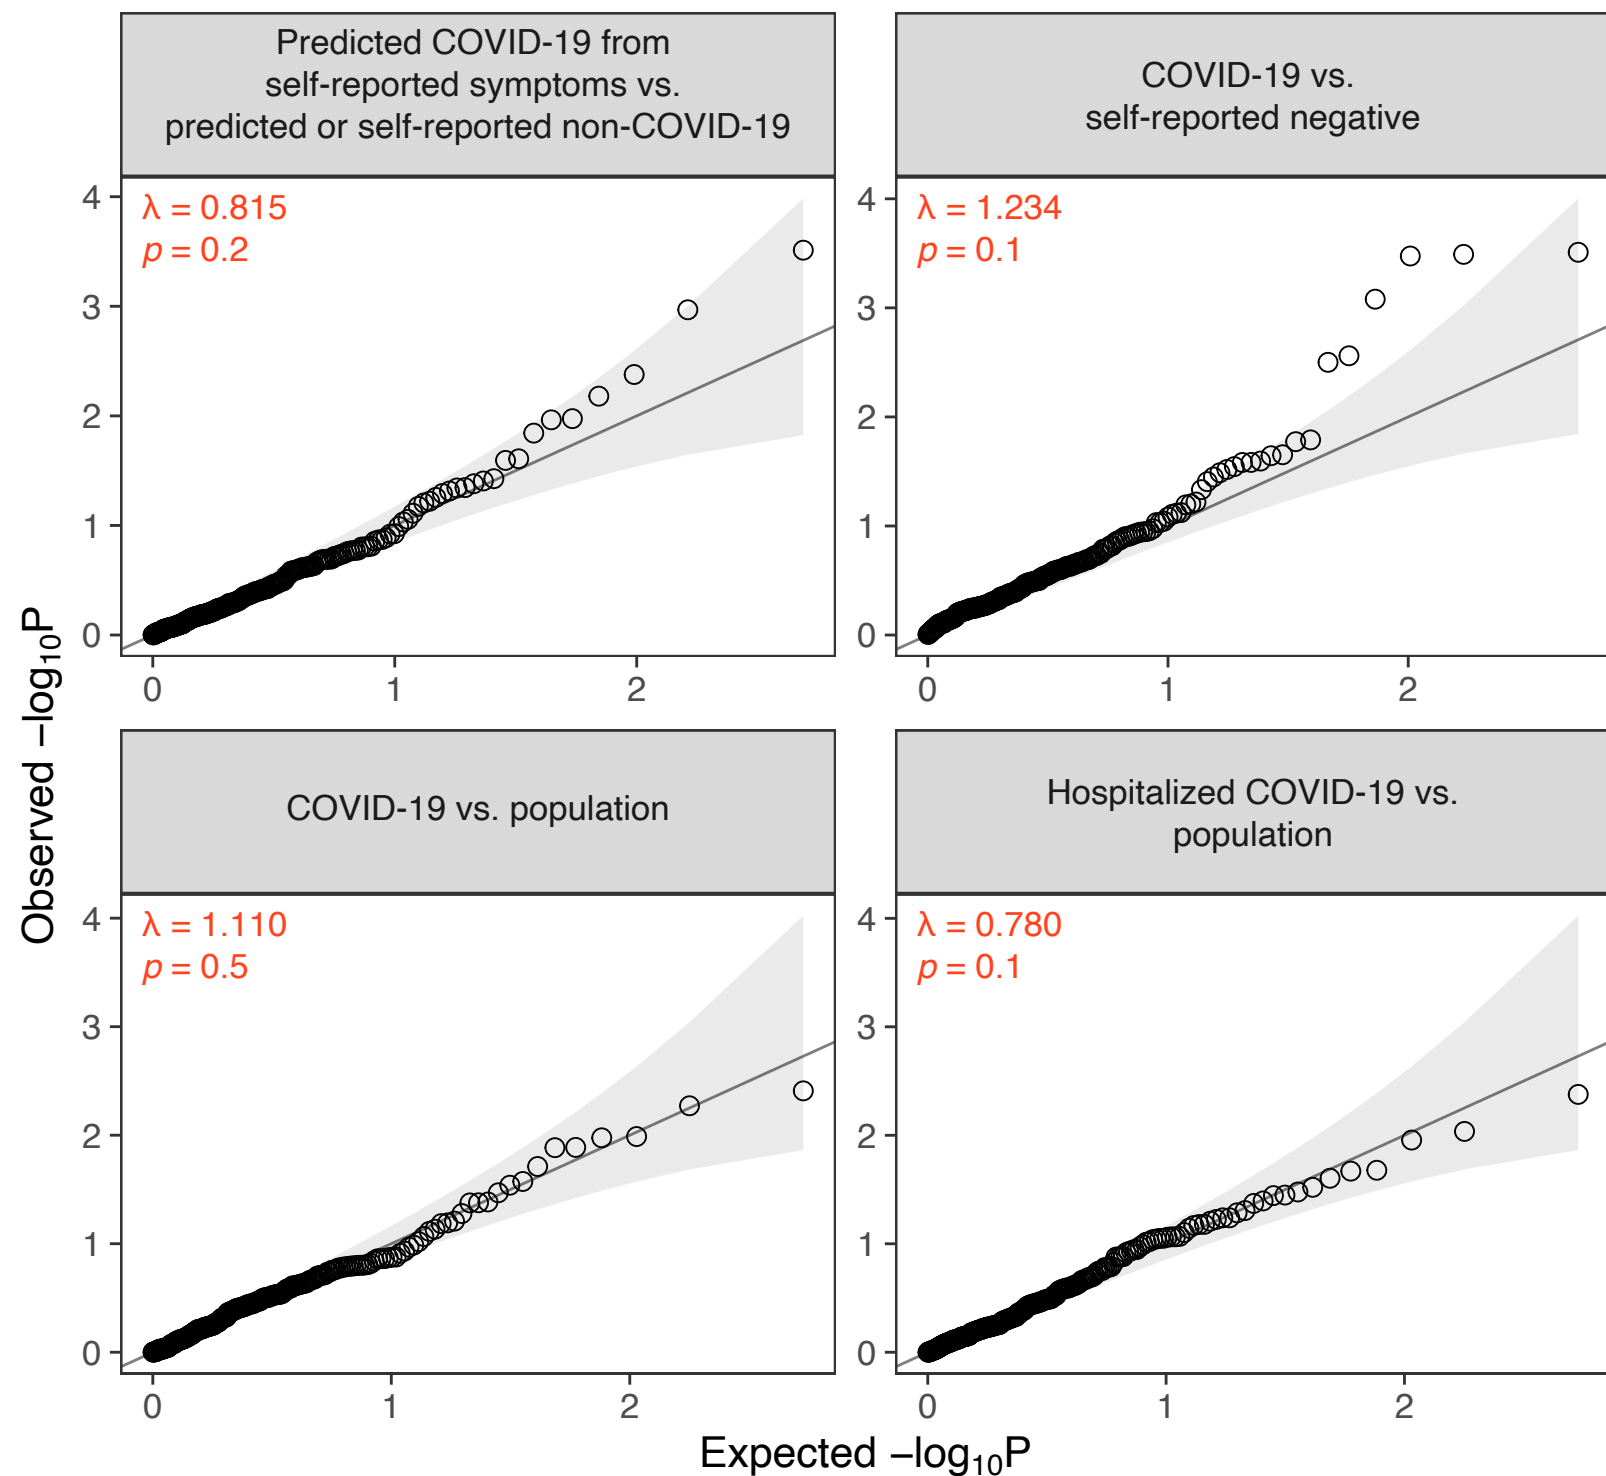 Predicted COVID-19 from
self-reported symptoms vs.
predicted or self-reported non-COVID-19
COVID-19 vs.
self-reported negative
λ = 0.815
p = 0.2
λ = 1.234
p = 0.1
4
3
2
1
0
0
1
2
4
3
2
1
0
0
1
2
COVID-19 vs. population
Hospitalized COVID-19 vs.
population
λ = 1.110
p = 0.5
λ = 0.780
p = 0.1
4
3
2
1
0
0
1
2
4
3
2
1
0
0
1
2
Observed −log₁₀P
Expected −log₁₀P